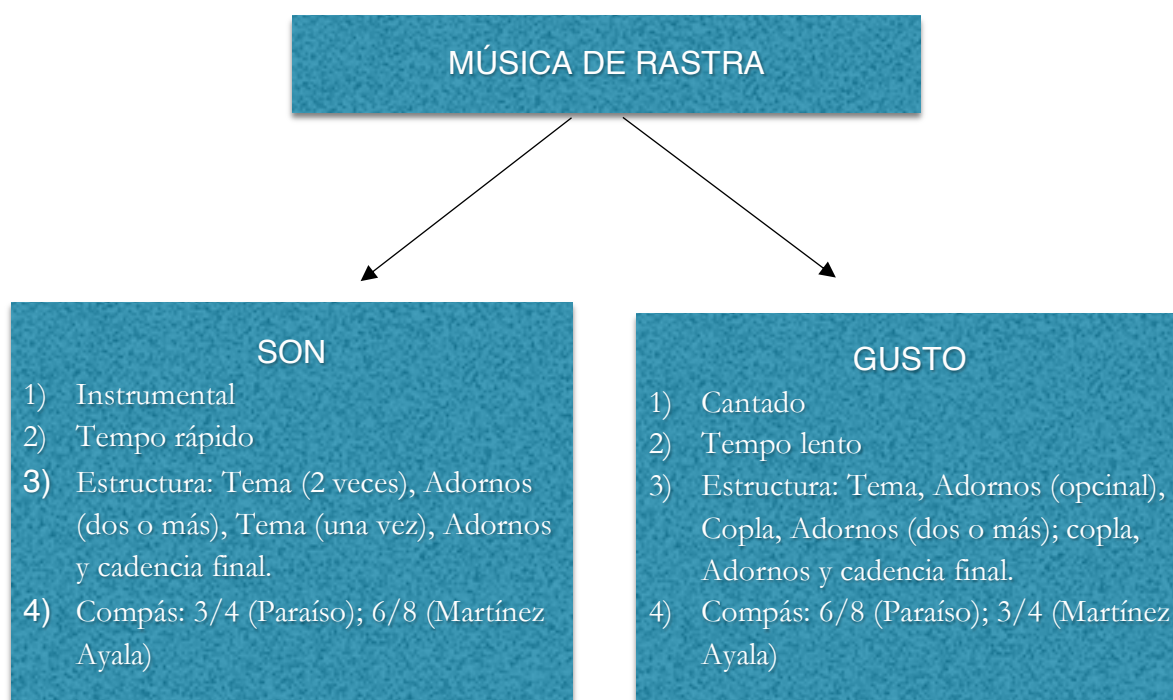 MÚSICA DE RASTRA
SON
1) Instrumental
2) Tempo rápido
3) Estructura: Tema (2 veces), Adornos
(dos o más), Tema (una vez), Adornos
y cadencia final.
4) Compás: 3/4 (Paraíso); 6/8 (Martínez
Ayala)
GUSTO
1) Cantado
2) Tempo lento
3) Estructura: Tema, Adornos (opcinal),
Copla, Adornos (dos o más); copla,
Adornos y cadencia final.
4) Compás: 6/8 (Paraíso); 3/4 (Martínez
Ayala)